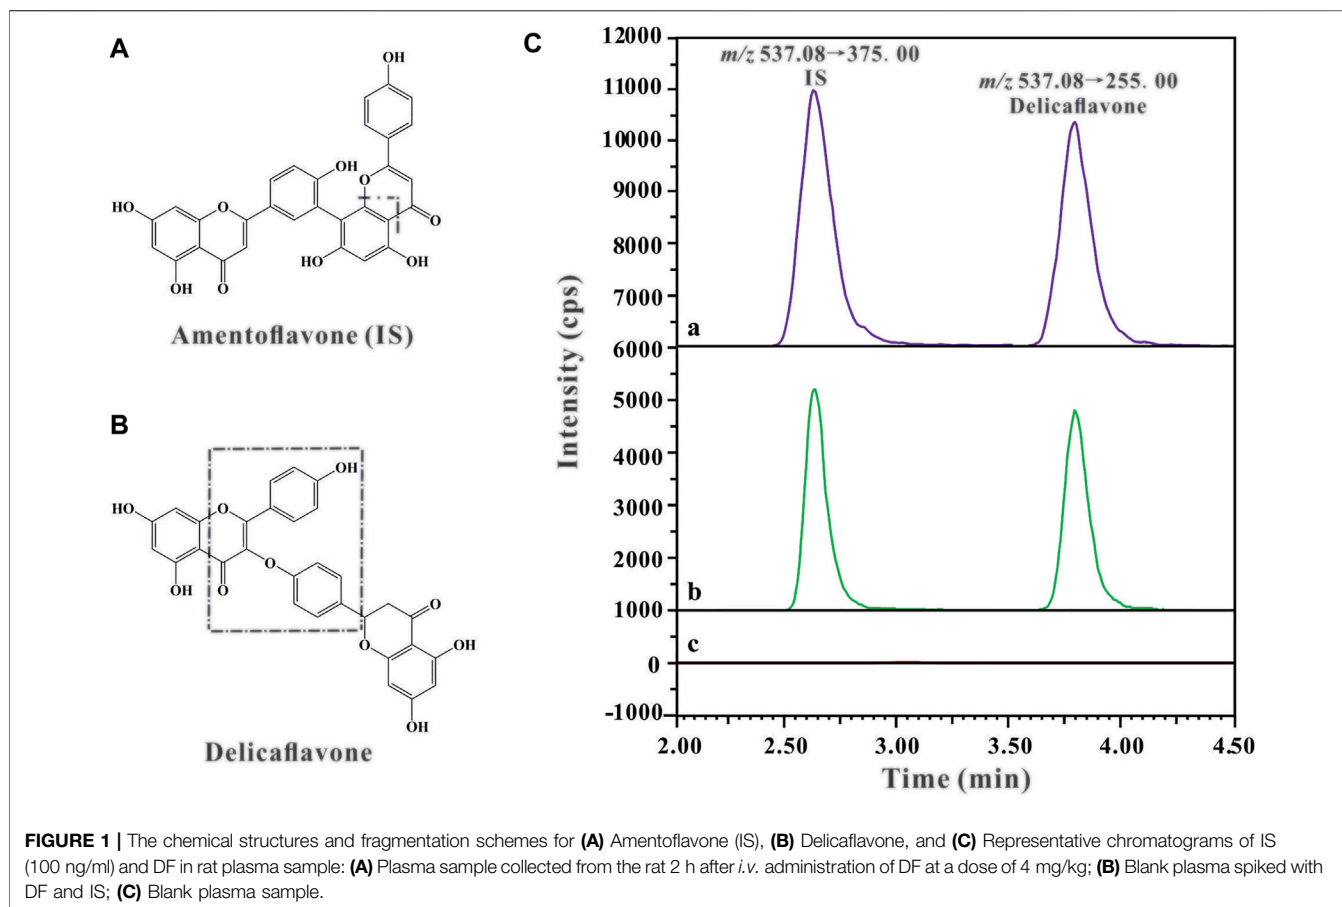 A
OH
OH
O
HO
O
O
HO
OH
OH
O
Amentoflavone (IS)
B
OH
HO
O
O
OH
O
O
O
OH
OH
Delicaflavone
C
Intensity (cps)
12000
11000
10000
9000
8000
7000
6000
5000
4000
3000
2000
1000
0
-1000
m/z 537.08→375. 00
IS
m/z 537.08→255. 00
Delicaflavone
a
b
c
2.00 2.50 3.00 3.50 4.00 4.50
Time (min)
FIGURE 1 | The chemical structures and fragmentation schemes for (A) Amentoflavone (IS), (B) Delicaflavone, and (C) Representative chromatograms of IS
(100 ng/ml) and DF in rat plasma sample: (A) Plasma sample collected from the rat 2 h after i.v. administration of DF at a dose of 4 mg/kg; (B) Blank plasma spiked with
DF and IS; (C) Blank plasma sample.